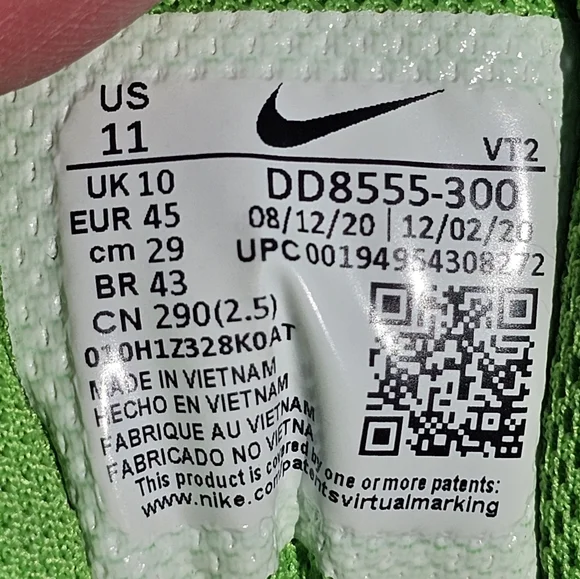 US
11
VT2
UK 10
EUR 45
cm 29
BR 43
CN 290(2.5)
010H1Z328K0AT
DD8555-300
08/12/20 | 12/02/20
UPC00194954308272
MADE IN VIETNAM
HECHO EN VIETNAM
FABRIQUE AU VIETNAM
FABRICADO NO VIETNA
This product is covered by one or more patents:
www.nike.com/patentsvirtualmarking